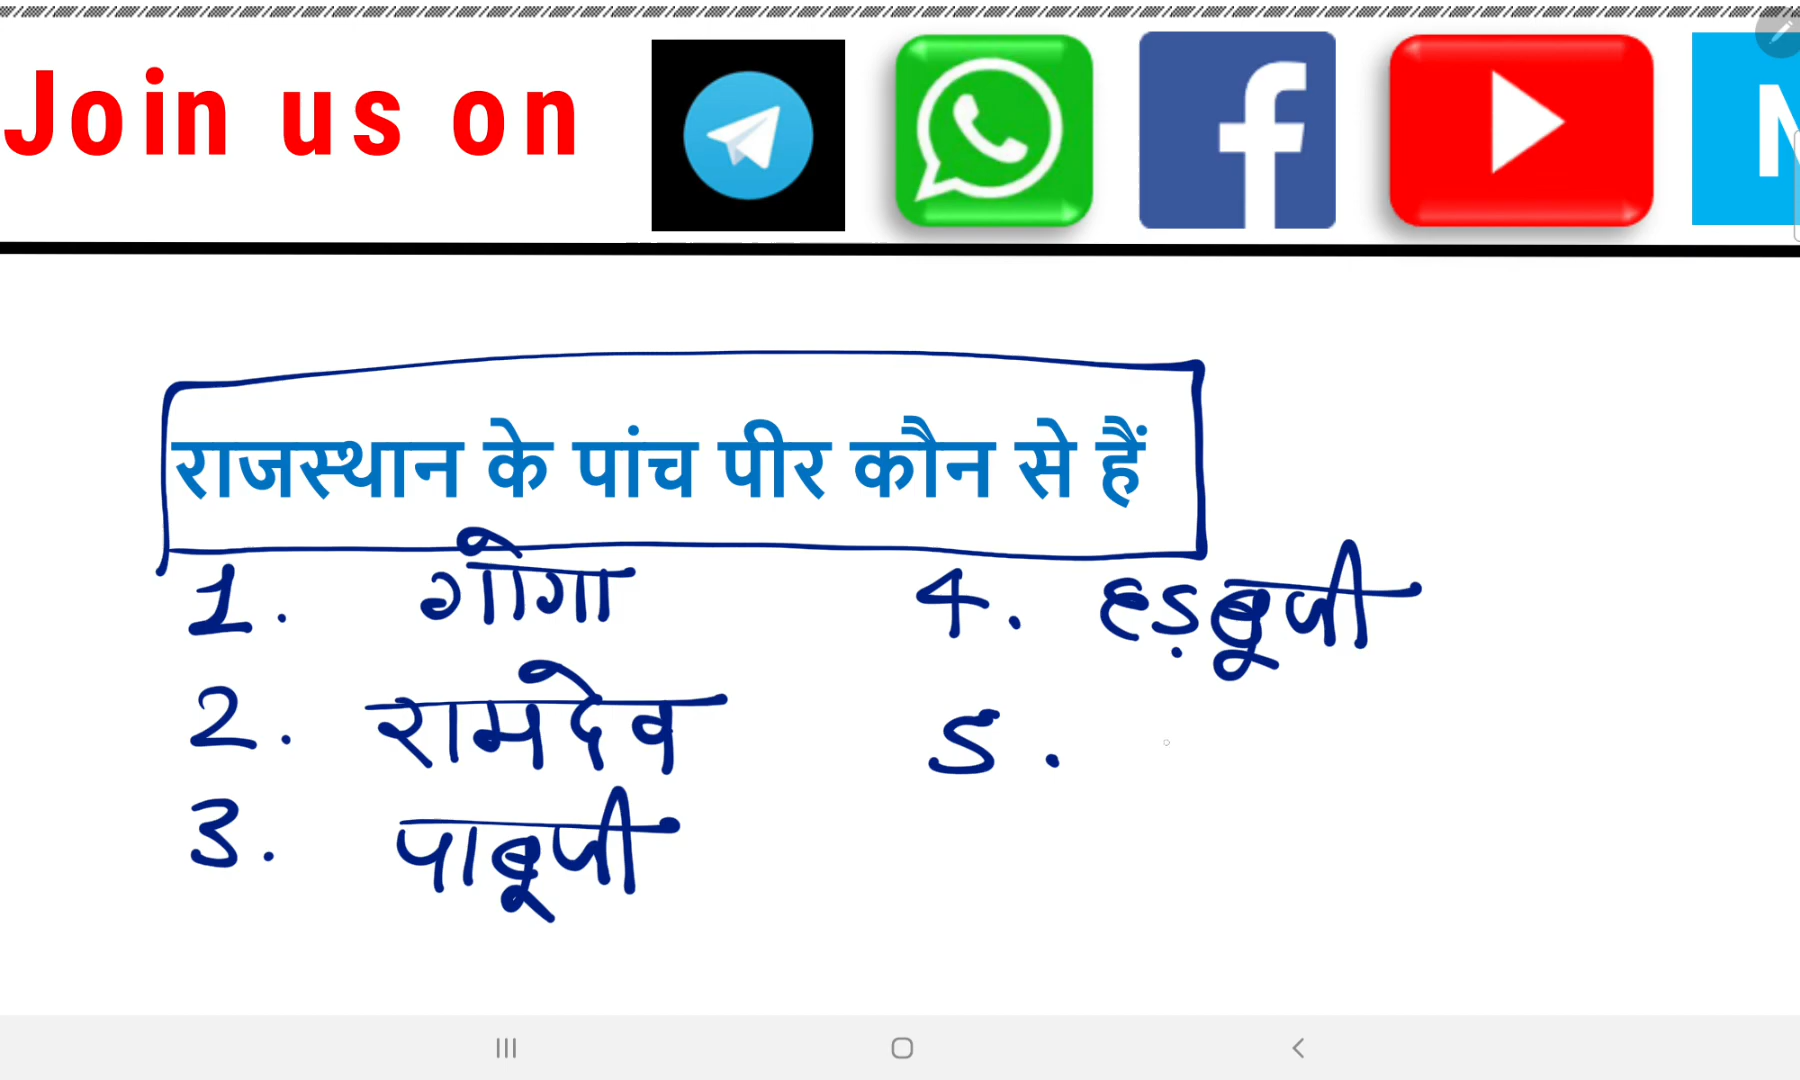 Join us on
N
राजस्थान के पांच पीर कौन से हैं
1. गोगा
2. रामदेव
3. पाबूजी
4. हड़बूजी
5.